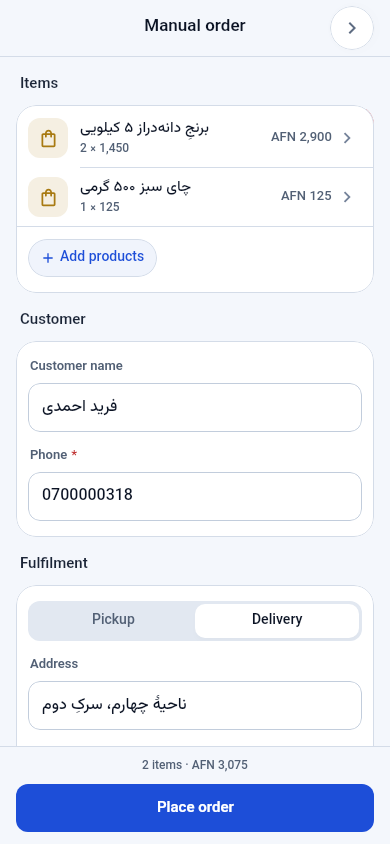 Manual order
Items
برنجِ دانه‌دراز ۵ کیلویی
2 × 1,450
AFN 2,900
چای سبز ۵۰۰ گرمی
1 × 125
AFN 125
+ Add products
Customer
Customer name
فرید احمدی
Phone *
0700000318
Fulfilment
Pickup
Delivery
Address
ناحیهٔ چهارم، سرکِ دوم
2 items · AFN 3,075
Place order